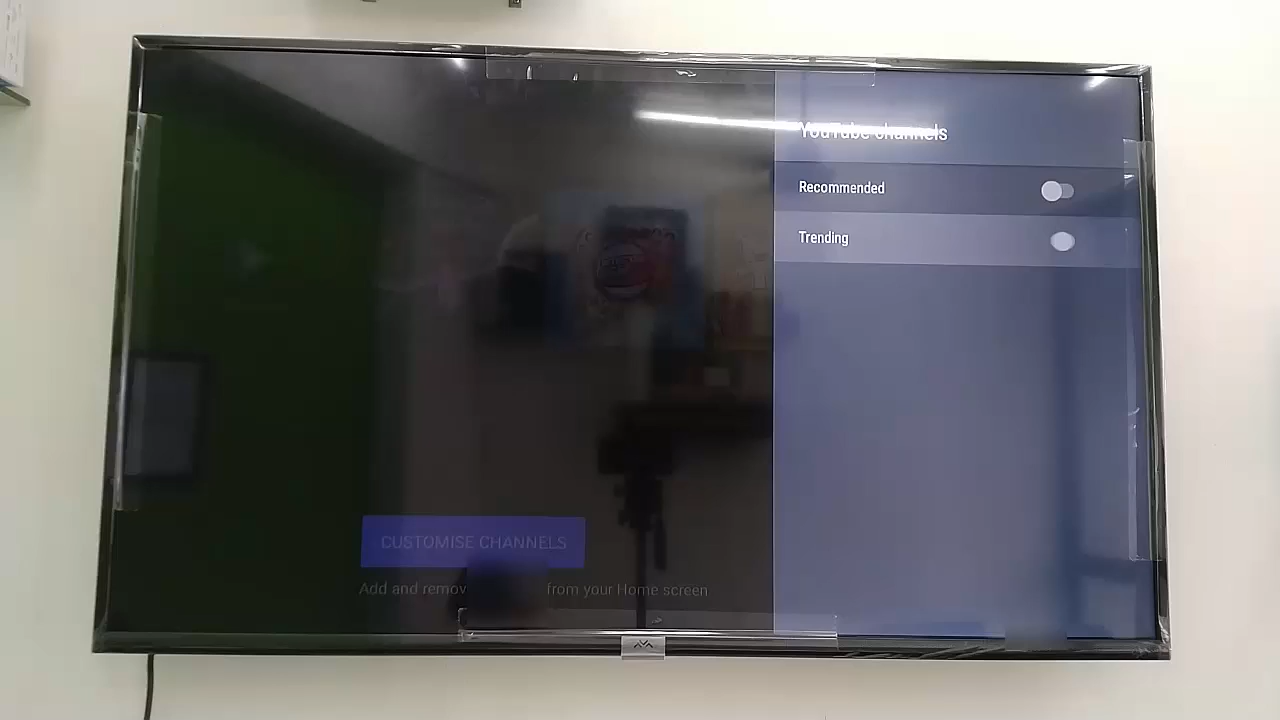 YouTube channels
Recommended
Trending
CUSTOMISE CHANNELS
Add and remov from your Home screen